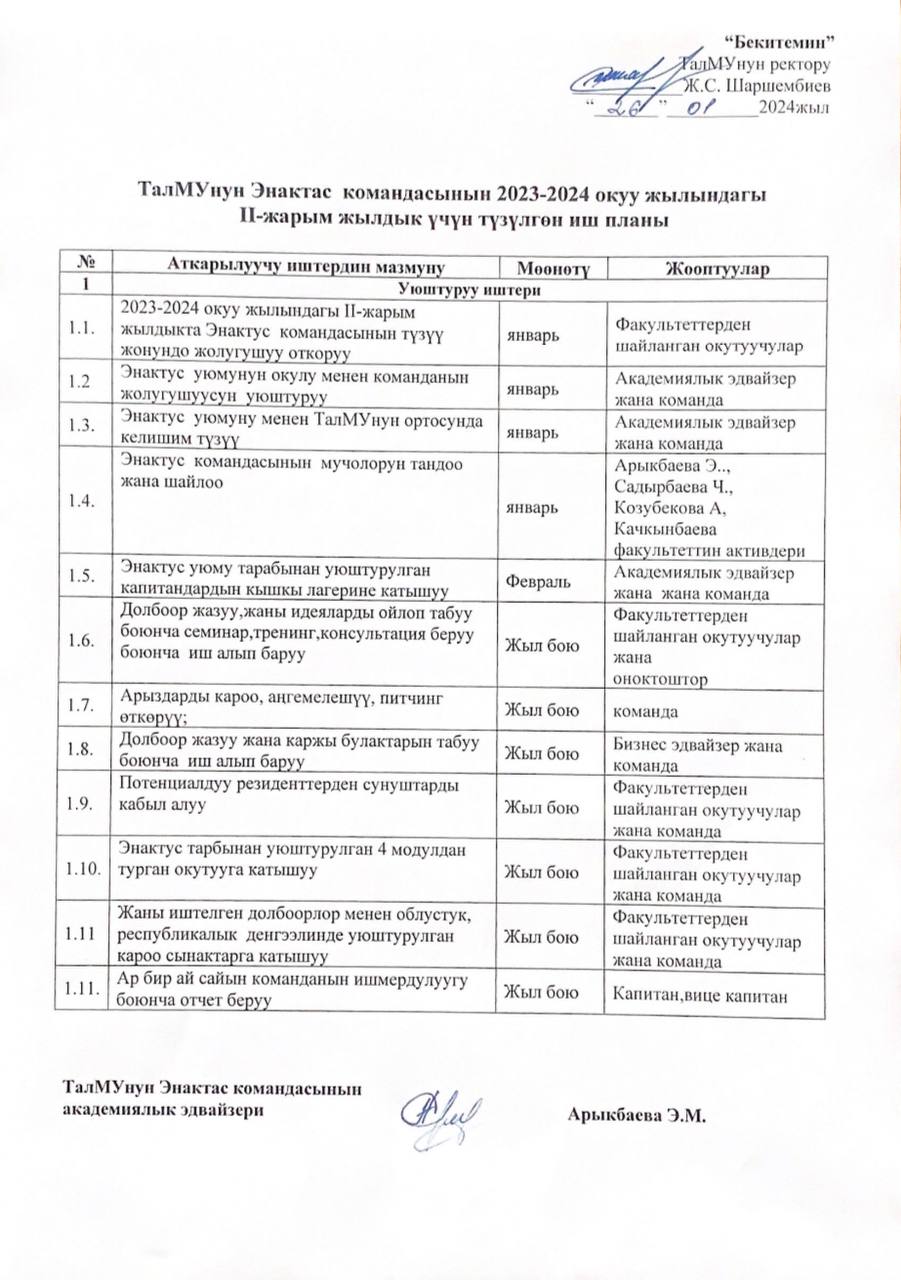 “Бекитемин”
ТалМУнун ректору
____________Ж.С. Шаршембиев
“ 26 ” 01 2024жыл
ТалМУнун Энактас командасынын 2023-2024 окуу жылындагы
II-жарым жылдык үчүн түзүлгөн иш планы
№ Аткарылуучу иштердин мазмуну Моонотү Жооптуулар
1 Уюштуруу иштери
1.1. 2023-2024 окуу жылындагы II-жарым
жылдыкта Энактус командасынын түзүү
жонундо жолугушуу откоруу
январь
Факультеттерден
шайланган окутуучулар
1.2 Энактус уюмунун окулу менен команданын
жолугушуусун уюштуруу
январь
Академиялык эдвайзер
жана команда
1.3. Энактус уюмуну менен ТалМУнун ортосунда
келишим түзүү
январь
Академиялык эдвайзер
жана команда
1.4. Энактус командасынын мучолорун тандоо
жана шайлоо
январь
Арыкбаева Э..,
Садырбаева Ч.,
Козубекова А,
Качкынбаева
факультеттин активдери
1.5. Энактус уюму тарабынан уюштурулган
капитандардын кышкы лагерине катышуу
Февраль
Академиялык эдвайзер
жана жана команда
1.6. Долбоор жазуу,жаны идеяларды ойлоп табуу
боюнча семинар,тренинг,консультация беруу
боюнча иш алып баруу
Жыл бою
Факультеттерден
шайланган окутуучулар
жана
оноктоштор
1.7. Арыздарды кароо, аңгемелешүү, питчинг
өткөрүү;
Жыл бою
команда
1.8. Долбоор жазуу жана каржы булактарын табуу
боюнча иш алып баруу
Жыл бою
Бизнес эдвайзер жана
команда
1.9. Потенциалдуу резиденттерден сунуштарды
кабыл алуу
Жыл бою
Факультеттерден
шайланган окутуучулар
жана команда
1.10. Энактус тарбынан уюштурулган 4 модулдан
турган окутууга катышуу
Жыл бою
Факультеттерден
шайланган окутуучулар
жана команда
1.11 Жаны иштелген долбоорлор менен облустук,
республикалык денгээлинде уюштурулган
кароо сынактарга катышуу
Жыл бою
Факультеттерден
шайланган окутуучулар
жана команда
1.11. Ар бир ай сайын команданын ишмердулуугу
боюнча отчет беруу
Жыл бою
Капитан,вице капитан
ТалМУнун Энактас командасынын
академиялык эдвайзери
Арыкбаева Э.М.